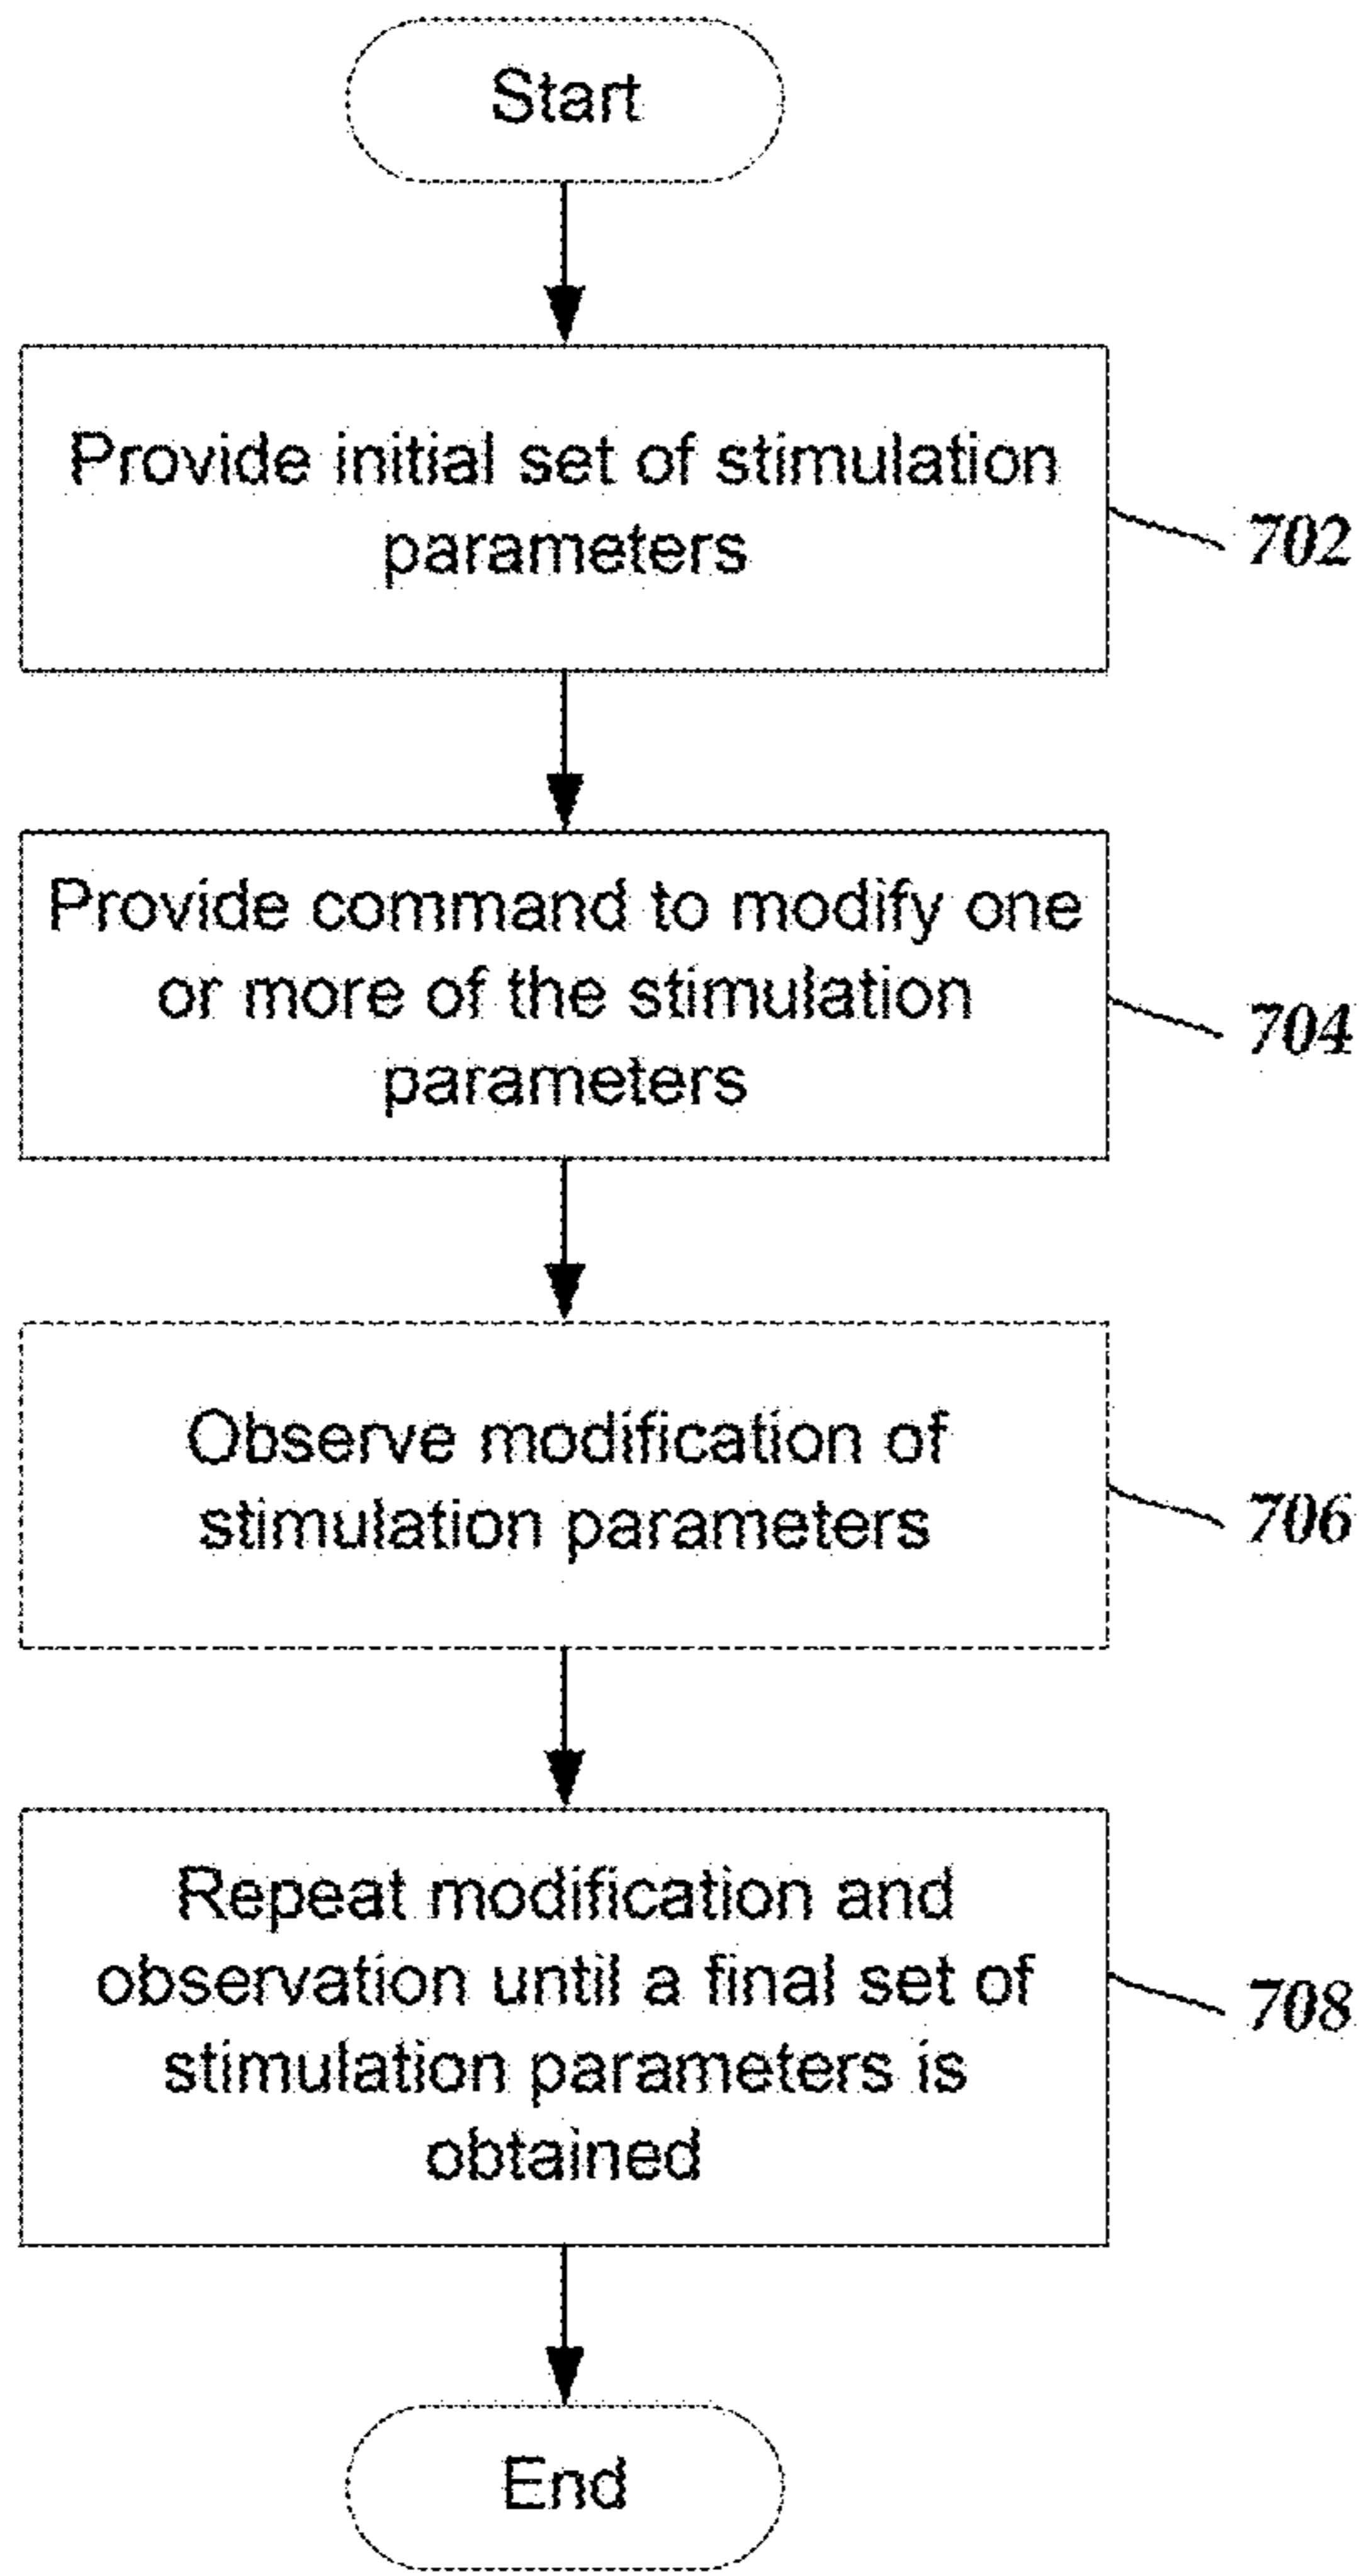 Start
Provide initial set of stimulation
parameters
702
Provide command to modify one
or more of the stimulation
parameters
704
Observe modification of
stimulation parameters
706
Repeat modification and
observation until a final set of
stimulation parameters is
obtained
708
End